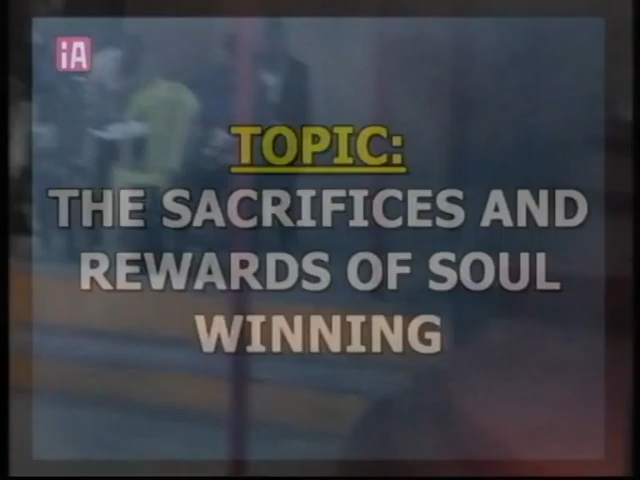 iA
TOPIC:
THE SACRIFICES AND
REWARDS OF SOUL
WINNING